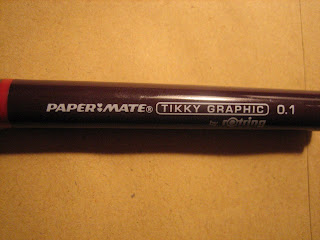 PAPER:MATE® TIKKY GRAPHIC 0.1
by rotring